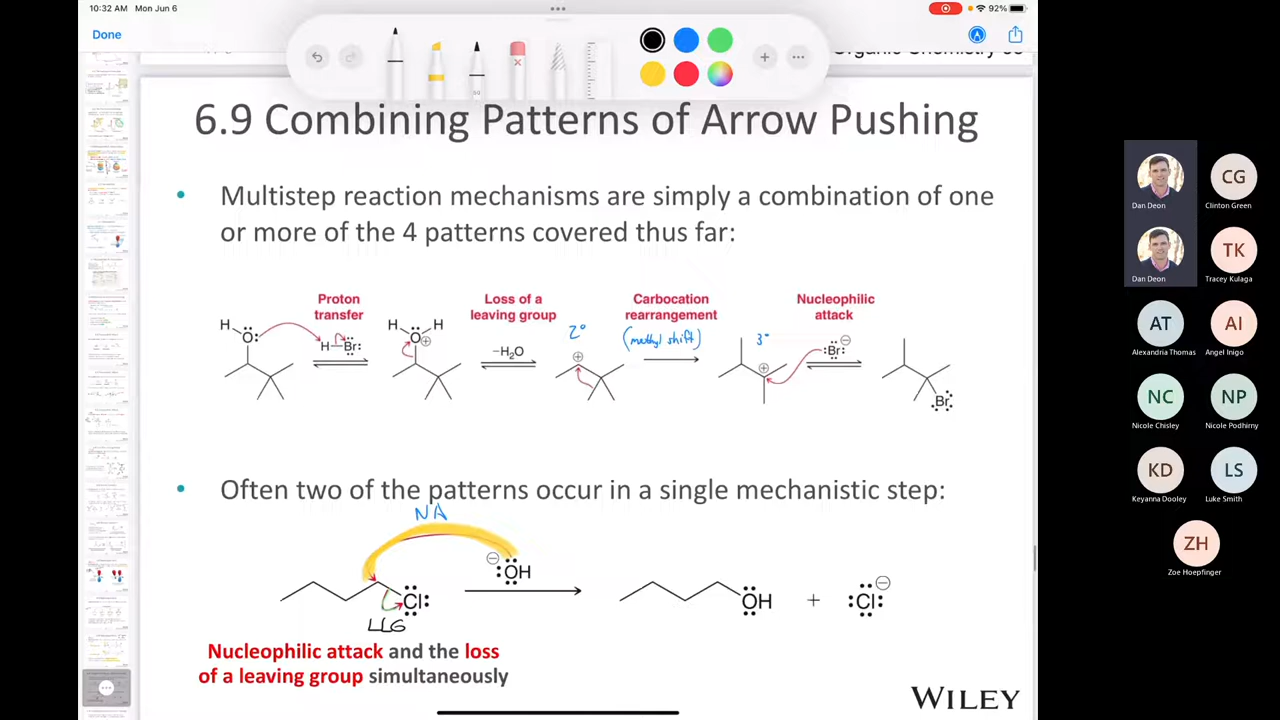 10:32 AM Mon Jun 6
92%
Done
6.9 Combining Patterns of Arrow Pushing
• Multistep reaction mechanisms are simply a combination of one
or more of the 4 patterns covered thus far:
Proton
transfer
Loss of a
leaving group
Carbocation
rearrangement
Nucleophilic
attack
(methyl shift)
2°
3°
H
O
H—Br
H
O
H
⊕
−H₂O
⊕
⊕
Br
⊖
Br
• Often two of the patterns occur in a single mechanistic step:
NA
⊖
OH
Cl
LLG
OH
+
Cl
⊖
Nucleophilic attack and the loss
of a leaving group simultaneously
WILEY
Dan Deon
CG
Clinton Green
Dan Deon
TK
Tracey Kulaga
AT
Alexandria Thomas
AI
Angel Inigo
NC
Nicole Chisley
NP
Nicole Podhirny
KD
Keyanna Dooley
LS
Luke Smith
ZH
Zoe Hoepfinger